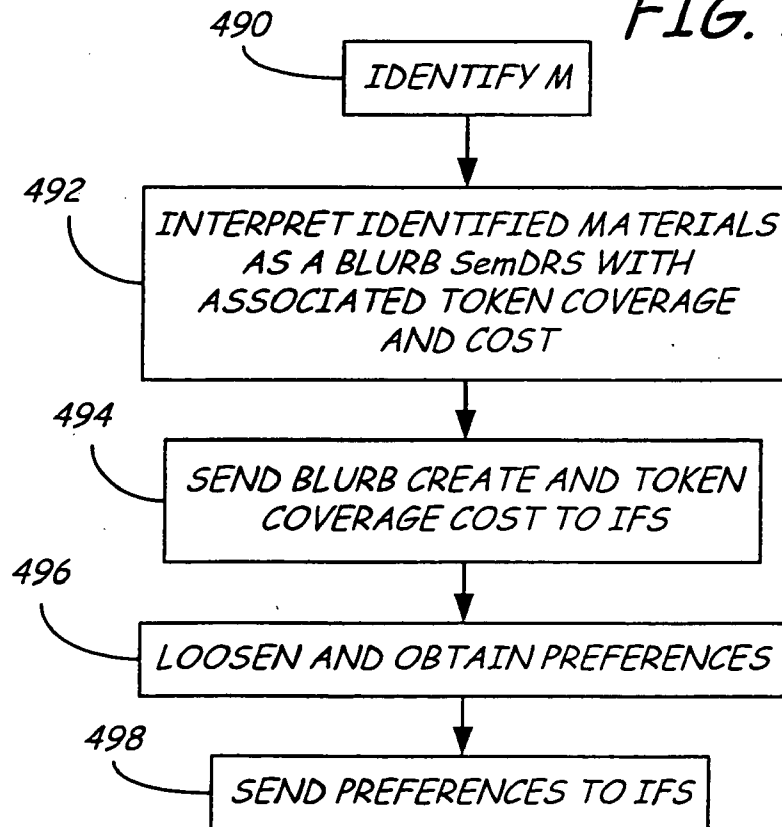 490
FIG.
IDENTIFY M
492
INTERPRET IDENTIFIED MATERIALS
AS A BLURB SemDRS WITH
ASSOCIATED TOKEN COVERAGE
AND COST
494
SEND BLURB CREATE AND TOKEN
COVERAGE COST TO IFS
496
LOOSEN AND OBTAIN PREFERENCES
498
SEND PREFERENCES TO IFS